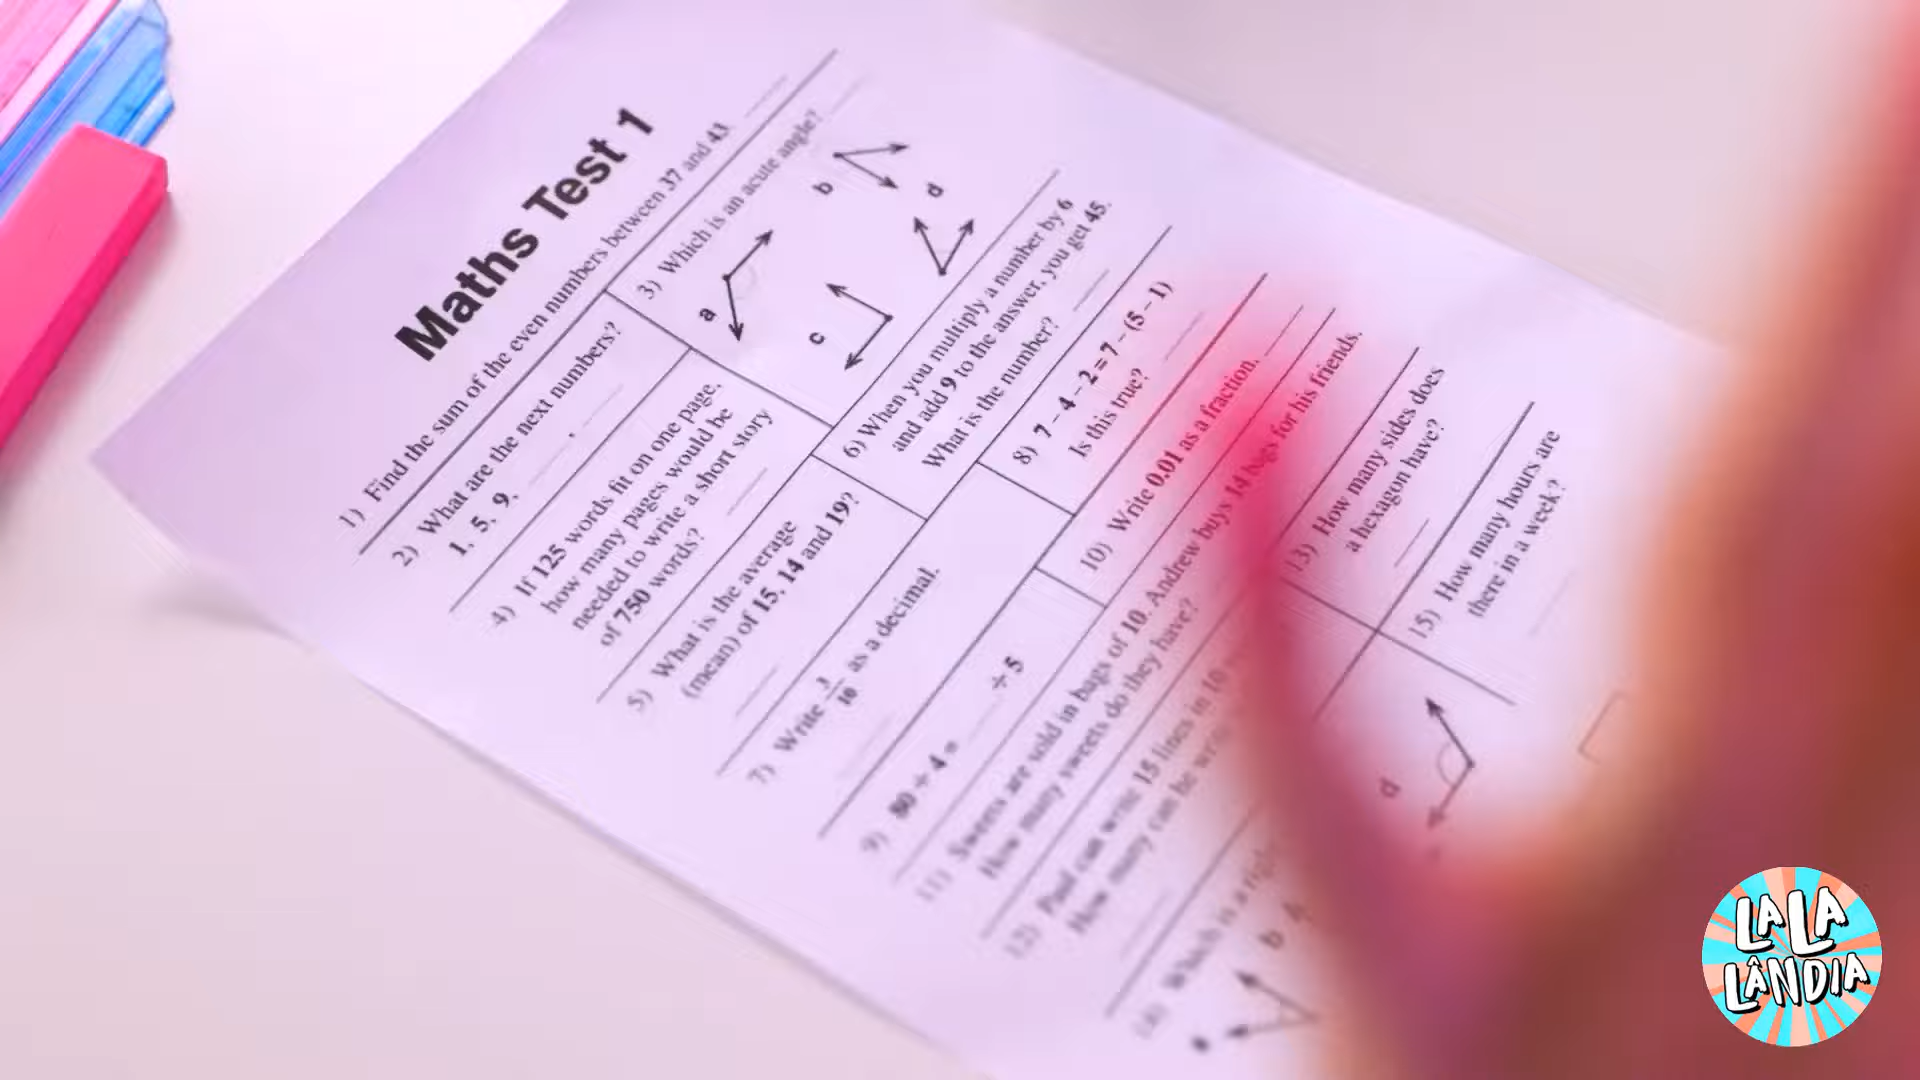 Maths Test 1
1) Find the sum of the even numbers between 37 and 43.
2) What are the next numbers?
1, 5, 9,
3) Which is an acute angle?
a
b
c
d
4) If 125 words fit on one page,
how many pages would be
needed to write a short story
of 750 words?
5) What is the average
(mean) of 15, 14 and 19?
6) When you multiply a number by 6
and add 9 to the answer, you get 45.
What is the number?
7) Write 3/10 as a decimal.
8) 7 – 4 – 2 = 7 – (5 – 1)
Is this true?
9) 80 ÷ 4 = ÷ 5
10) Write 0.01 as a fraction.
11) Sweets are sold in bags of 10. Andrew buys 14 bags for his friends.
How many sweets do they have?
12) Paul can write 15 lines in 10
How many can be
13) How many sides does
a hexagon have?
14) Which is a
a
b
d
15) How many hours are
there in a week?
LA LA
LÂNDIA